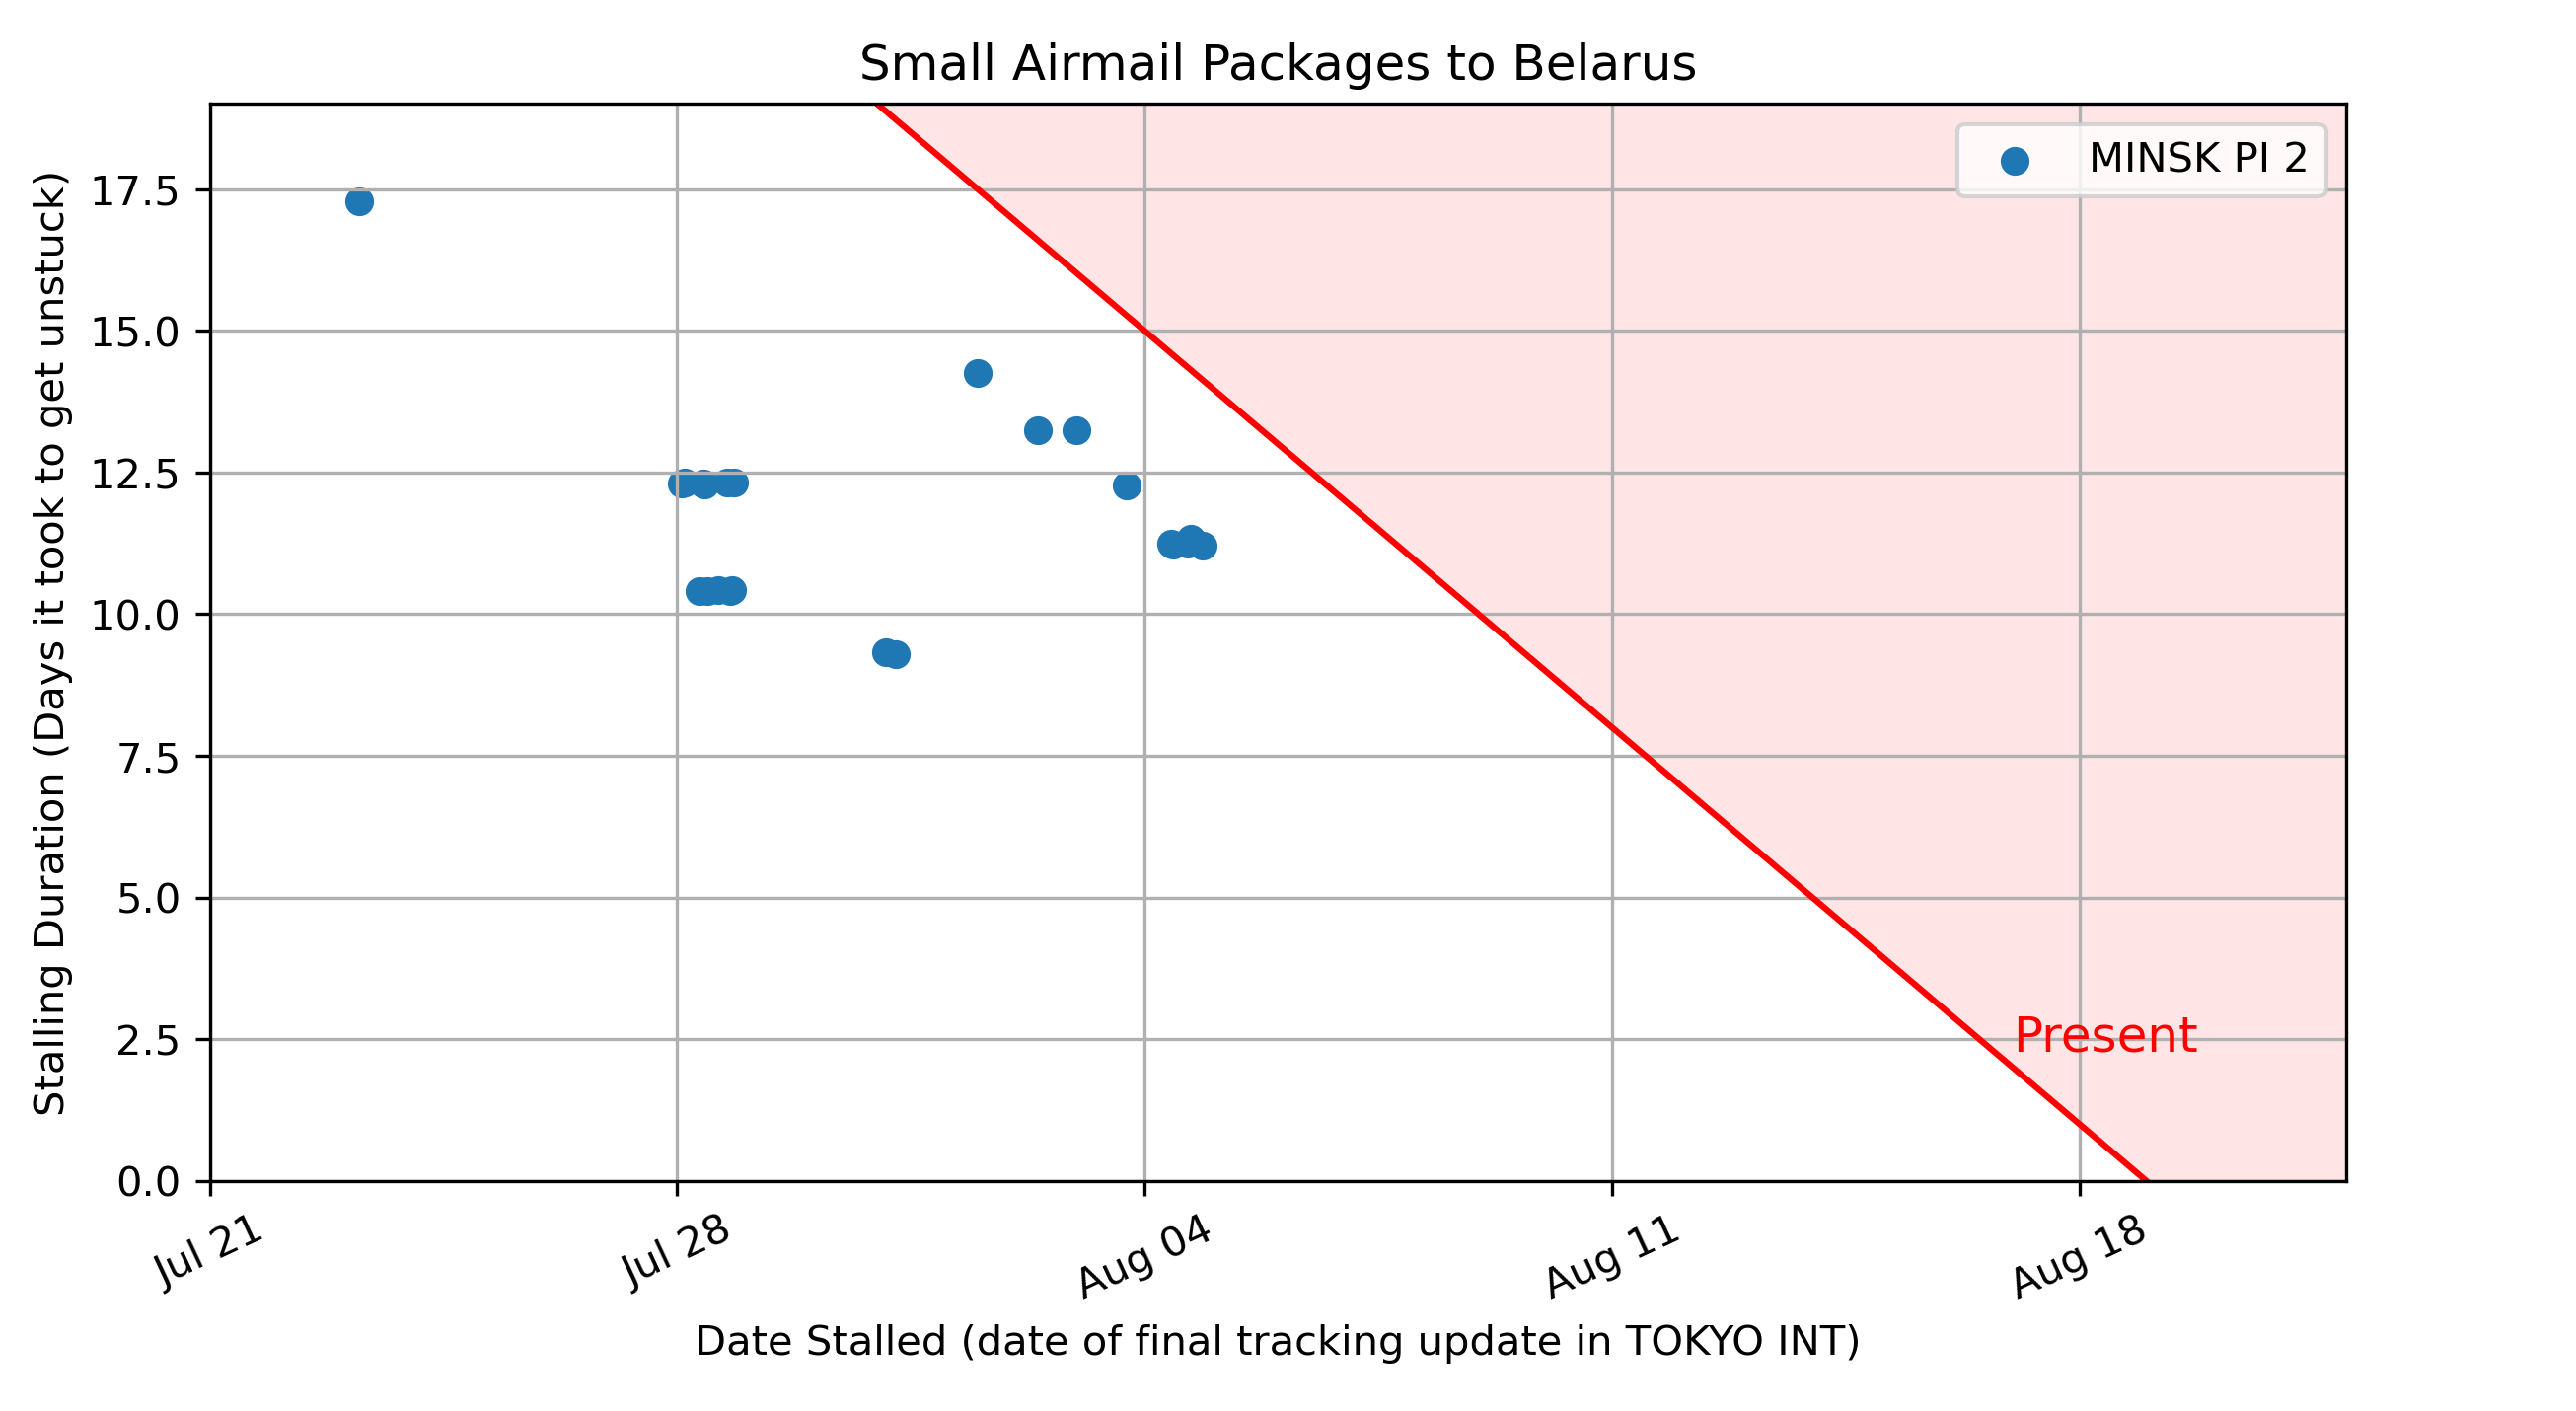 Small Airmail Packages to Belarus
MINSK PI 2
Stalling Duration (Days it took to get unstuck)
17.5
15.0
12.5
10.0
7.5
5.0
2.5
0.0
Present
Jul 21
Jul 28
Aug 04
Aug 11
Aug 18
Date Stalled (date of final tracking update in TOKYO INT)